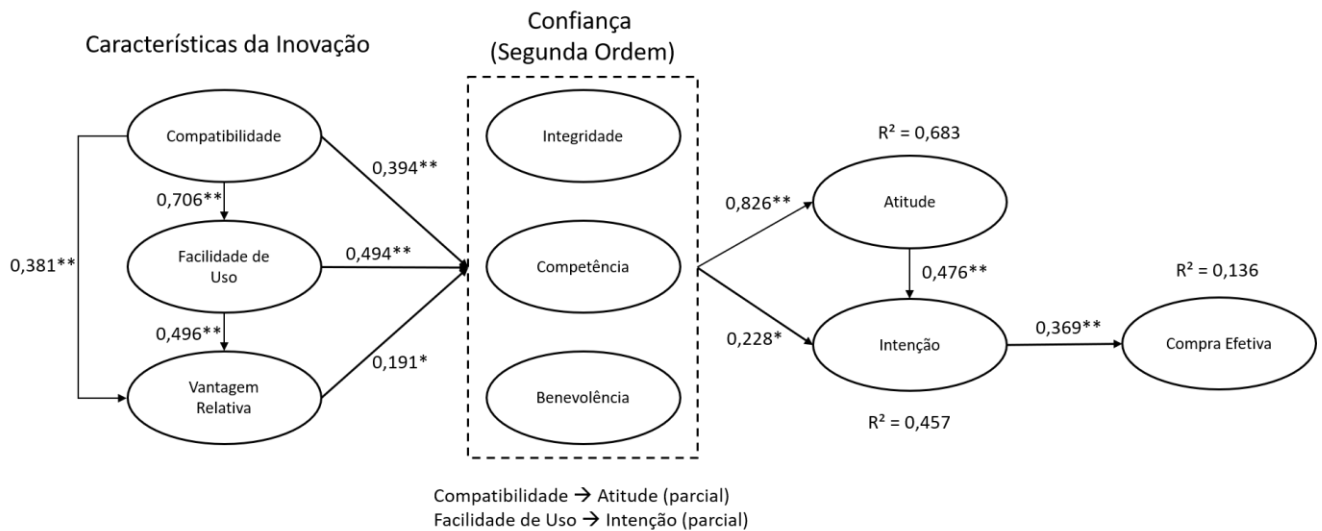 Características da Inovação
Confiança
(Segunda Ordem)
Compatibilidade
Integridade
R² = 0,683
0,394**
0,706**
0,826**
Atitude
0,381**
Facilidade de
Uso
0,494**
Competência
0,476**
R² = 0,136
0,496**
0,228*
Intenção
0,369**
Compra Efetiva
0,191*
Vantagem
Relativa
Benevolência
R² = 0,457
Compatibilidade → Atitude (parcial)
Facilidade de Uso → Intenção (parcial)